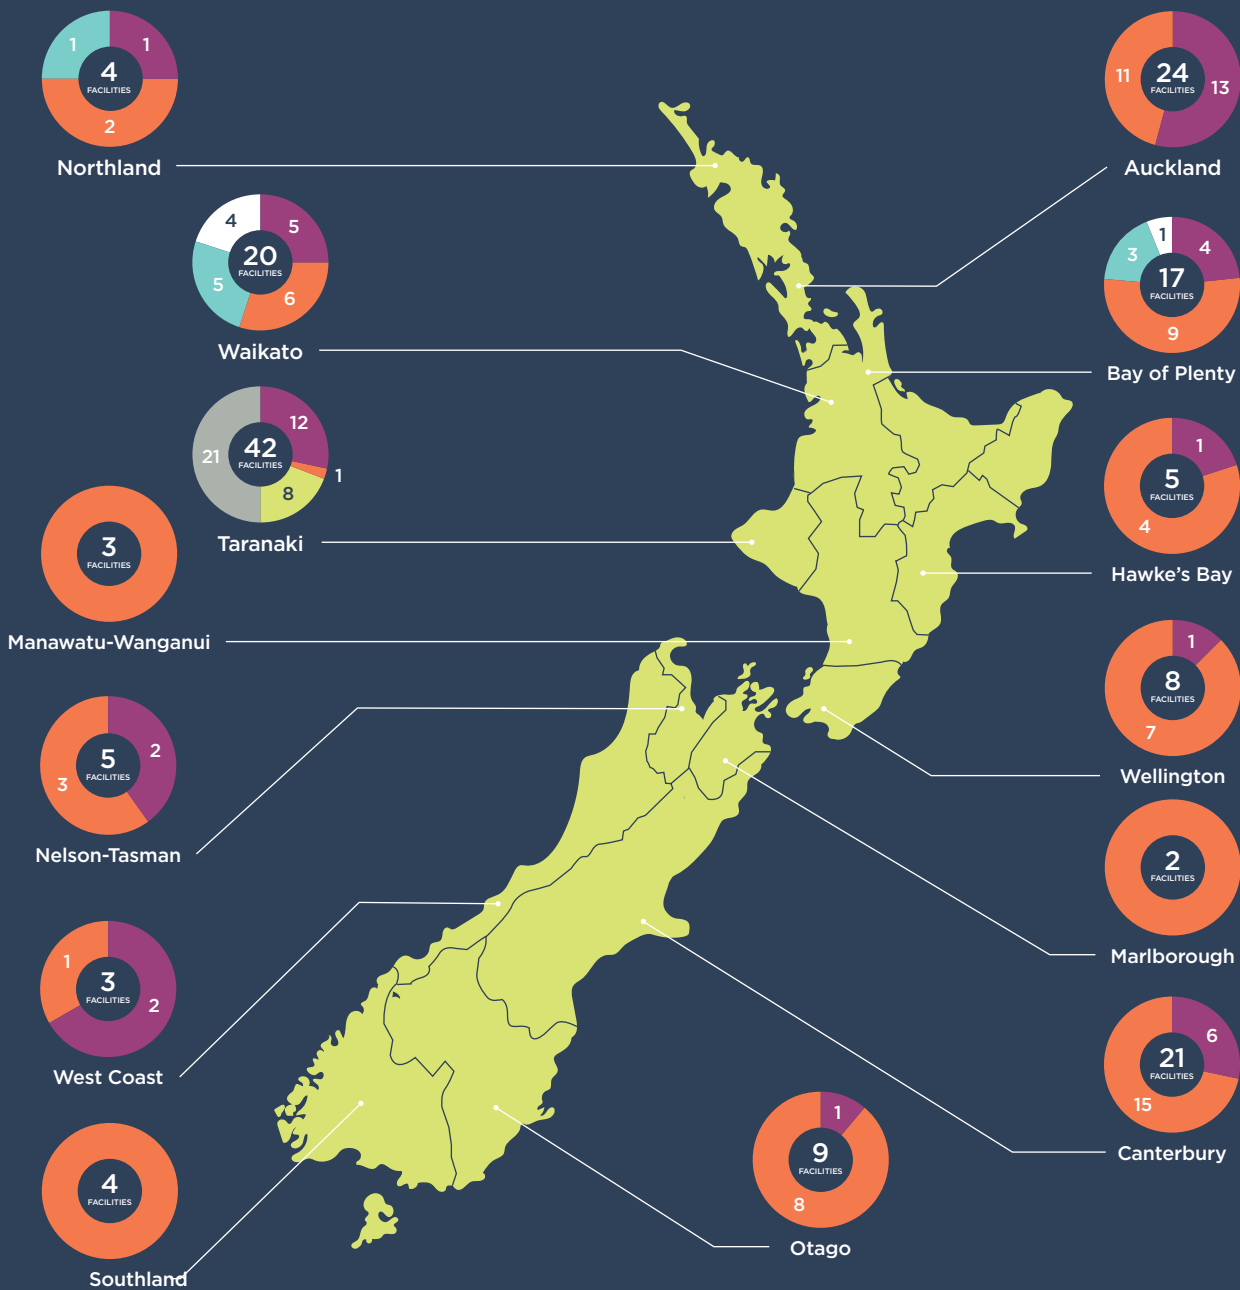 1
1
4
FACILITIES
2
Northland
11
24
FACILITIES
13
Auckland
4
5
20
FACILITIES
5
6
Waikato
1
3
4
17
FACILITIES
9
Bay of Plenty
12
21
42
FACILITIES
1
8
Taranaki
1
5
FACILITIES
4
Hawke's Bay
3
FACILITIES
Manawatu-Wanganui
1
8
FACILITIES
7
Wellington
2
5
FACILITIES
3
Nelson-Tasman
2
FACILITIES
Marlborough
1
3
FACILITIES
2
West Coast
6
21
FACILITIES
15
Canterbury
1
9
FACILITIES
8
Otago
4
FACILITIES
Southland